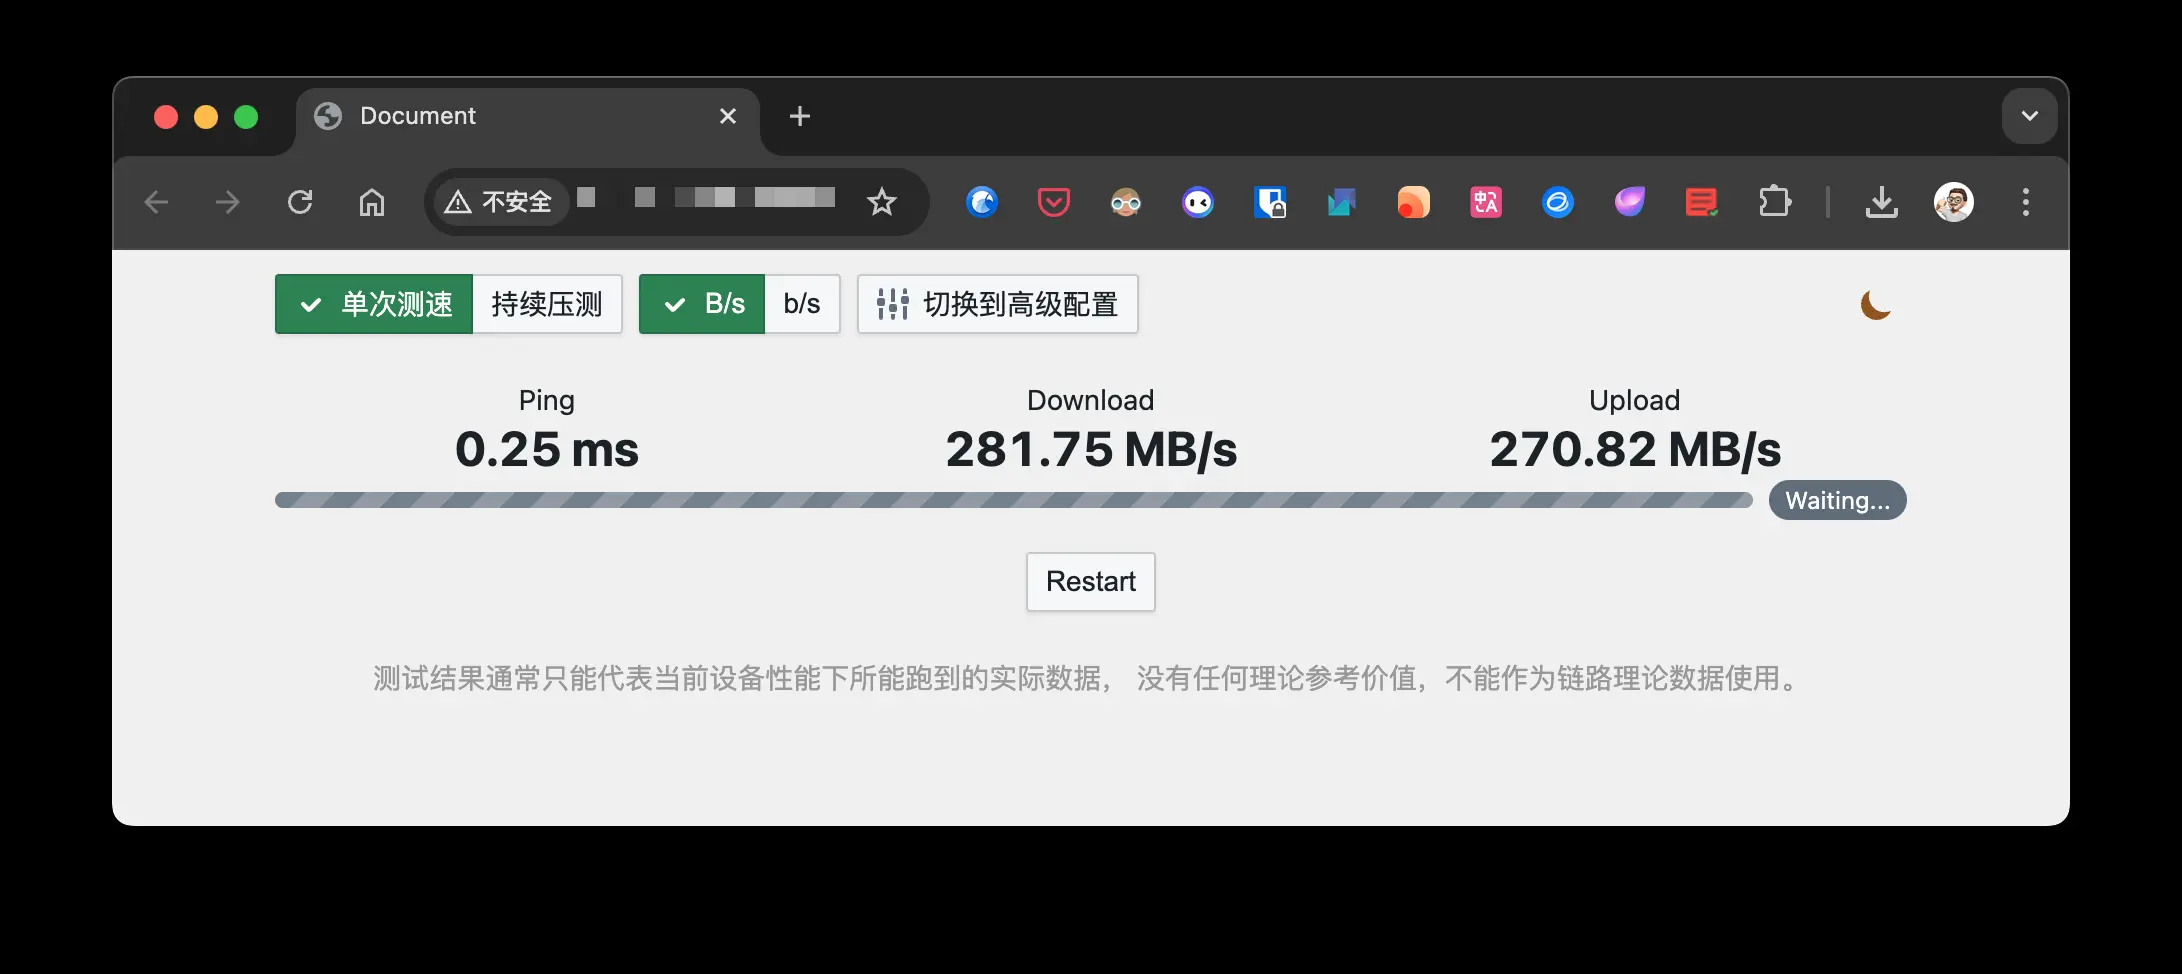 Document
不安全
单次测速 持续压测 B/s b/s 切换到高级配置
Ping Download Upload
0.25 ms 281.75 MB/s 270.82 MB/s
Waiting...
Restart
测试结果通常只能代表当前设备性能下所能跑到的实际数据， 没有任何理论参考价值，不能作为链路理论数据使用。